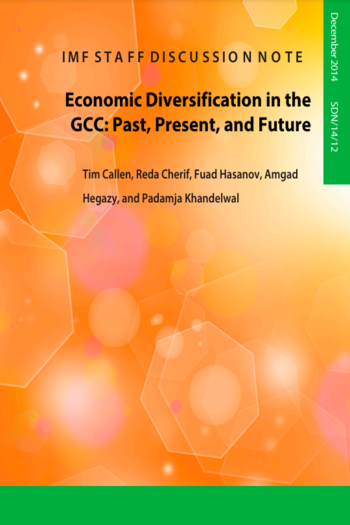 IMF STAFF DISCUSSION NOTE
December 2014 SDN/14/12
Economic Diversification in the
GCC: Past, Present, and Future
Tim Callen, Reda Cherif, Fuad Hasanov, Amgad
Hegazy, and Padamja Khandelwal